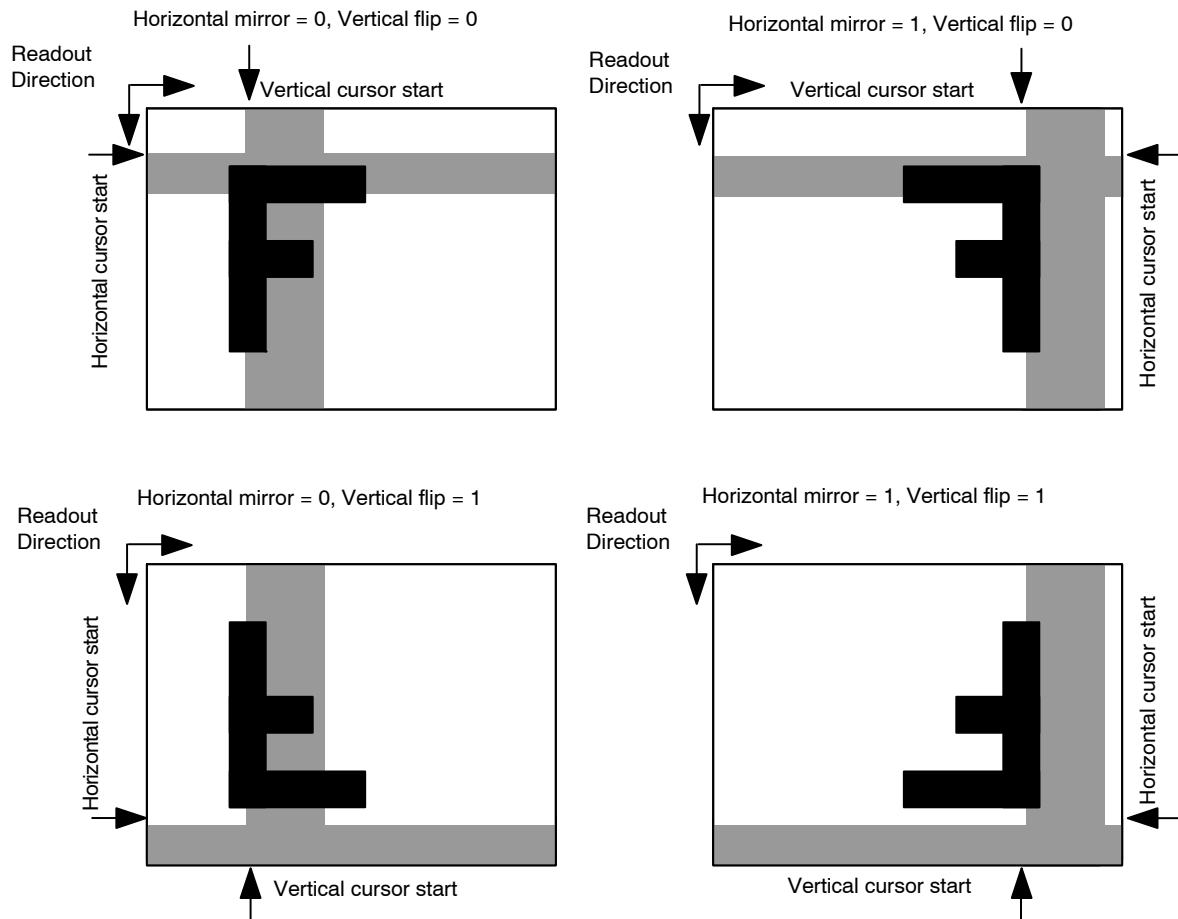 Horizontal mirror = 0, Vertical flip = 0
Readout
Direction
Vertical cursor start
Horizontal cursor start
Horizontal mirror = 1, Vertical flip = 0
Readout
Direction
Vertical cursor start
Horizontal cursor start
Horizontal mirror = 0, Vertical flip = 1
Readout
Direction
Horizontal cursor start
Vertical cursor start
Horizontal mirror = 1, Vertical flip = 1
Readout
Direction
Horizontal cursor start
Vertical cursor start